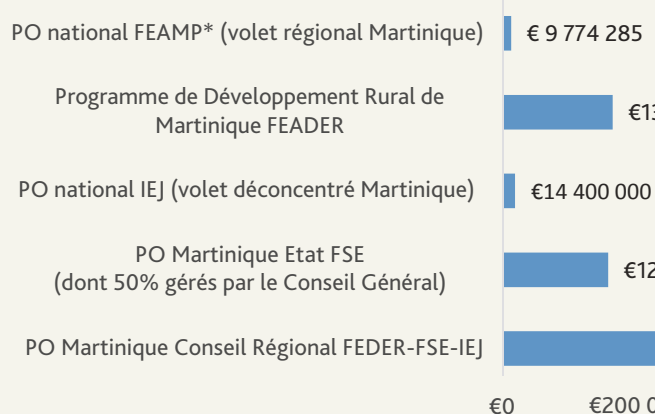 PO national FEAMP* (volet régional Martinique)
€ 9 774 285
Programme de Développement Rural de
Martinique FEADER
PO national IEJ (volet déconcentré Martinique)
€14 400 000
PO Martinique Etat FSE
(dont 50% gérés par le Conseil Général)
PO Martinique Conseil Régional FEDER-FSE-IEJ
€0